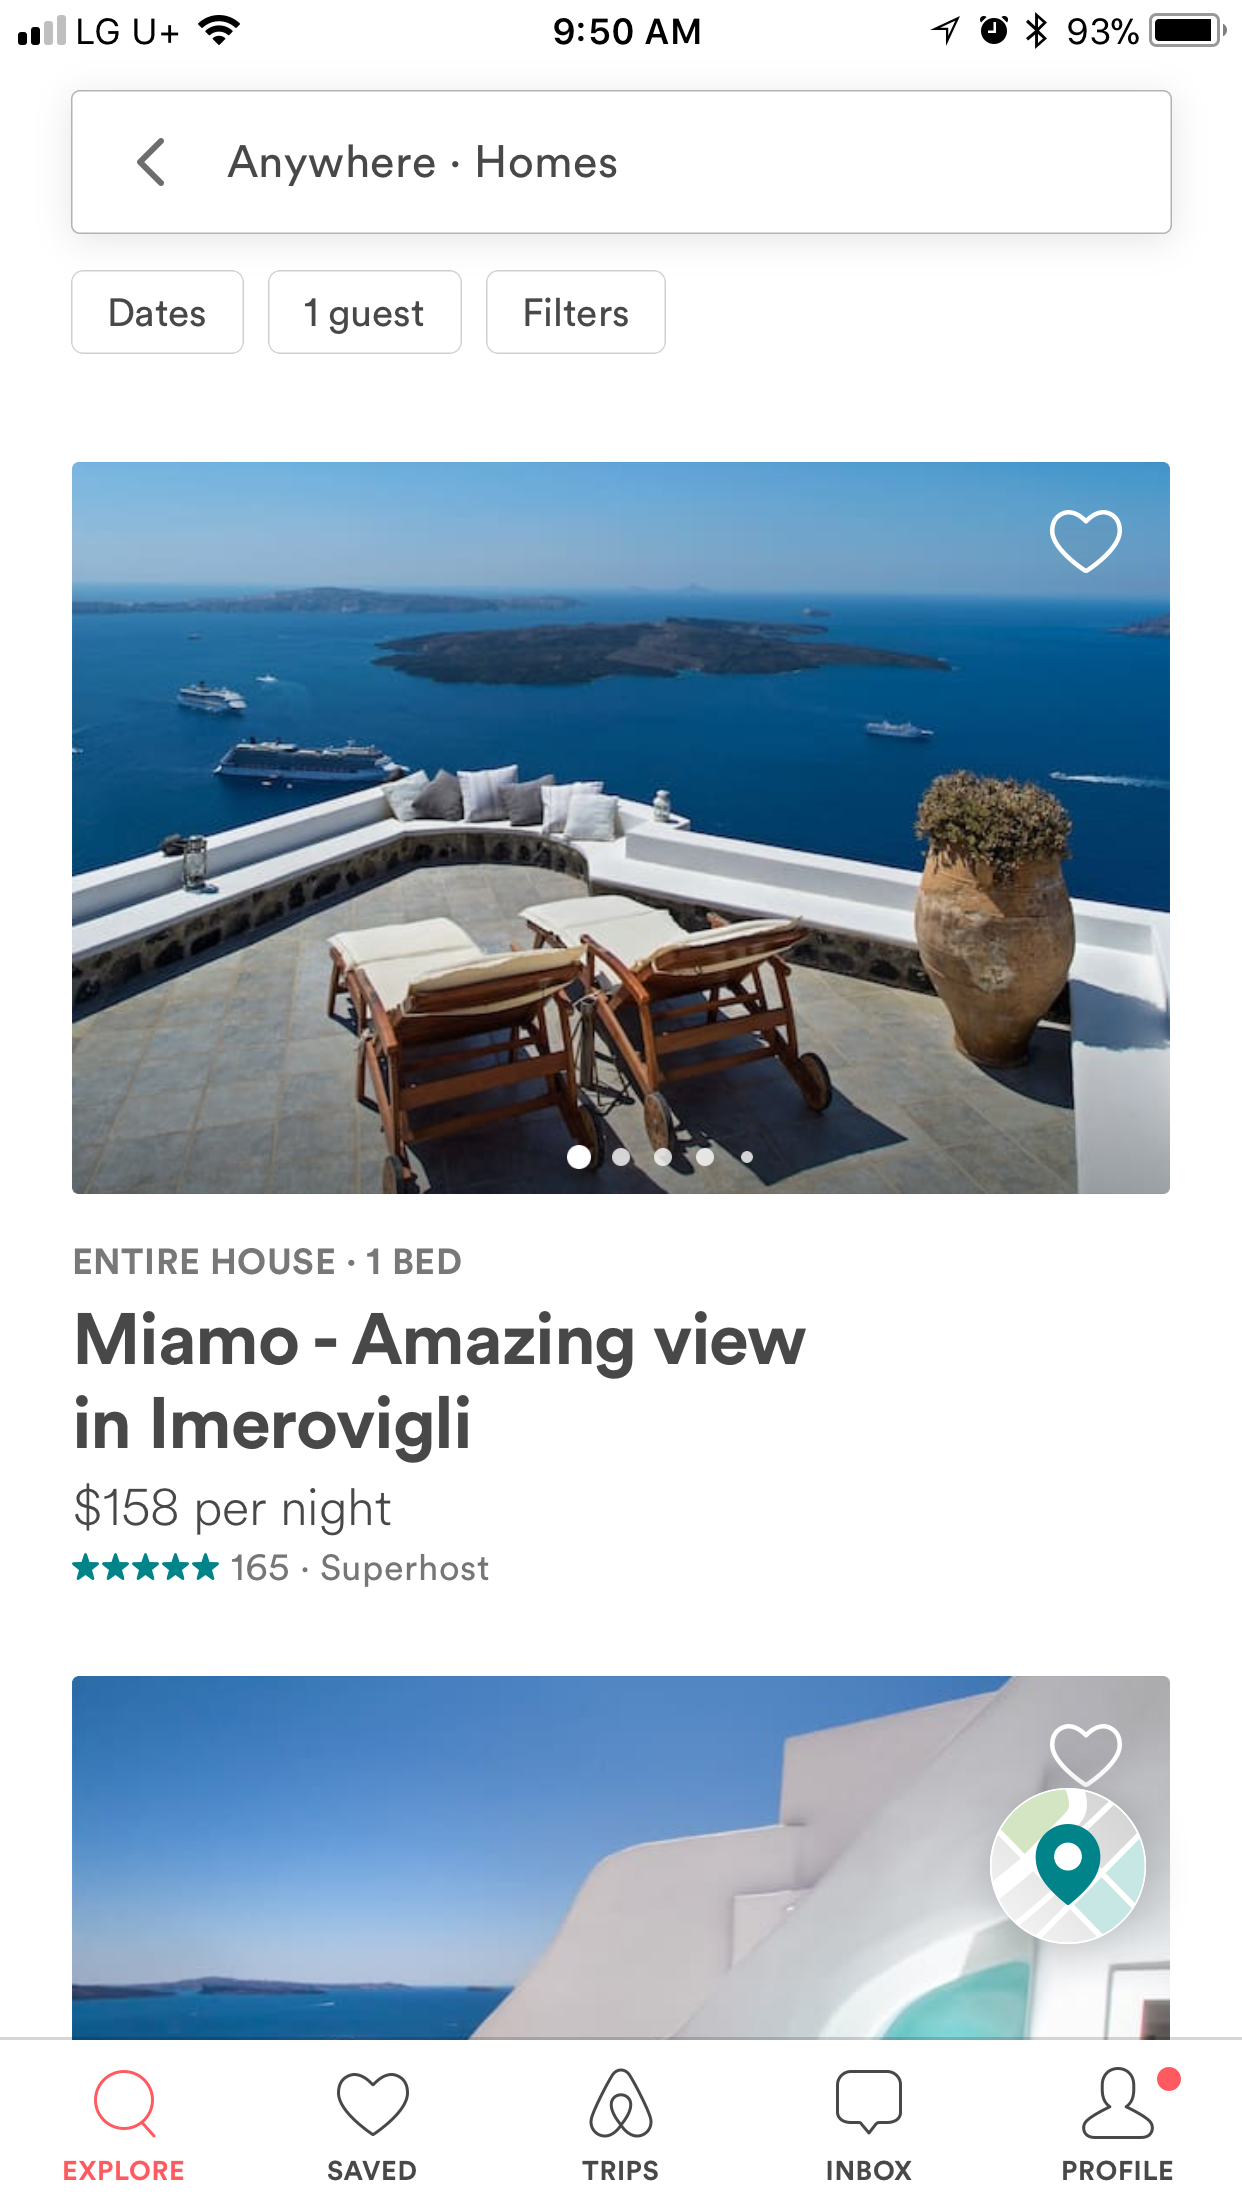 LG U+ 9:50 AM 93%
Anywhere · Homes
Dates 1 guest Filters
ENTIRE HOUSE · 1 BED
Miamo - Amazing view
in Imerovigli
$158 per night
165 · Superhost
EXPLORE SAVED TRIPS INBOX PROFILE